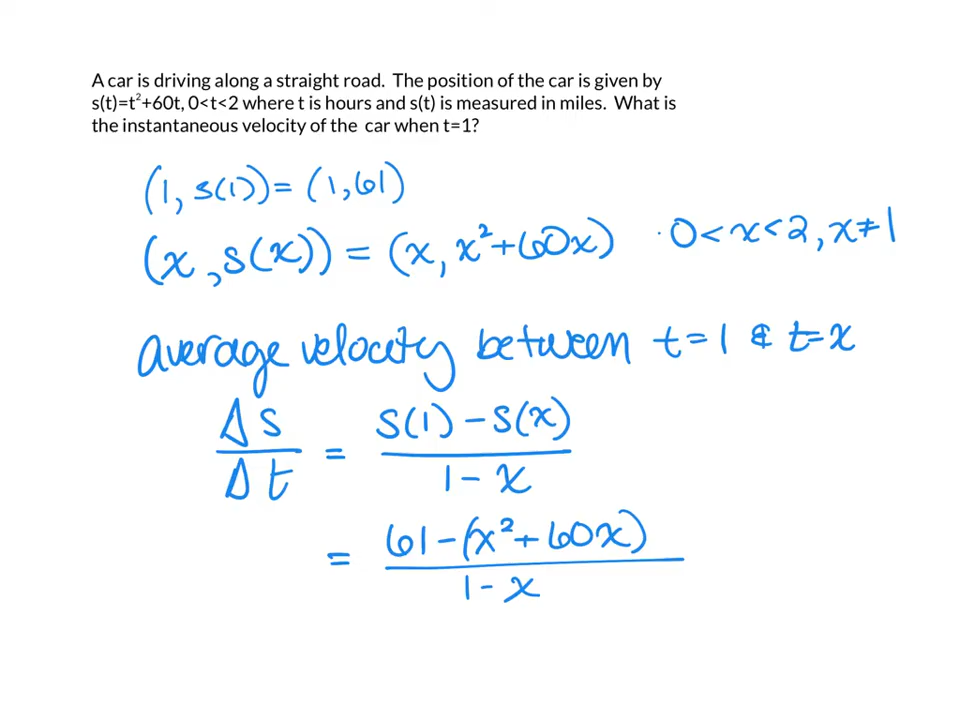 A car is driving along a straight road. The position of the car is given by
s(t)=t²+60t, 0<t<2 where t is hours and s(t) is measured in miles. What is
the instantaneous velocity of the car when t=1?
(1, s(1)) = (1, 61)
(x, s(x)) = (x, x²+60x) 0<x<2, x≠1
average velocity between t=1 & t=x
Δs/Δt = (s(1) - s(x))/(1 - x)
= (61 - (x²+60x))/(1 - x)